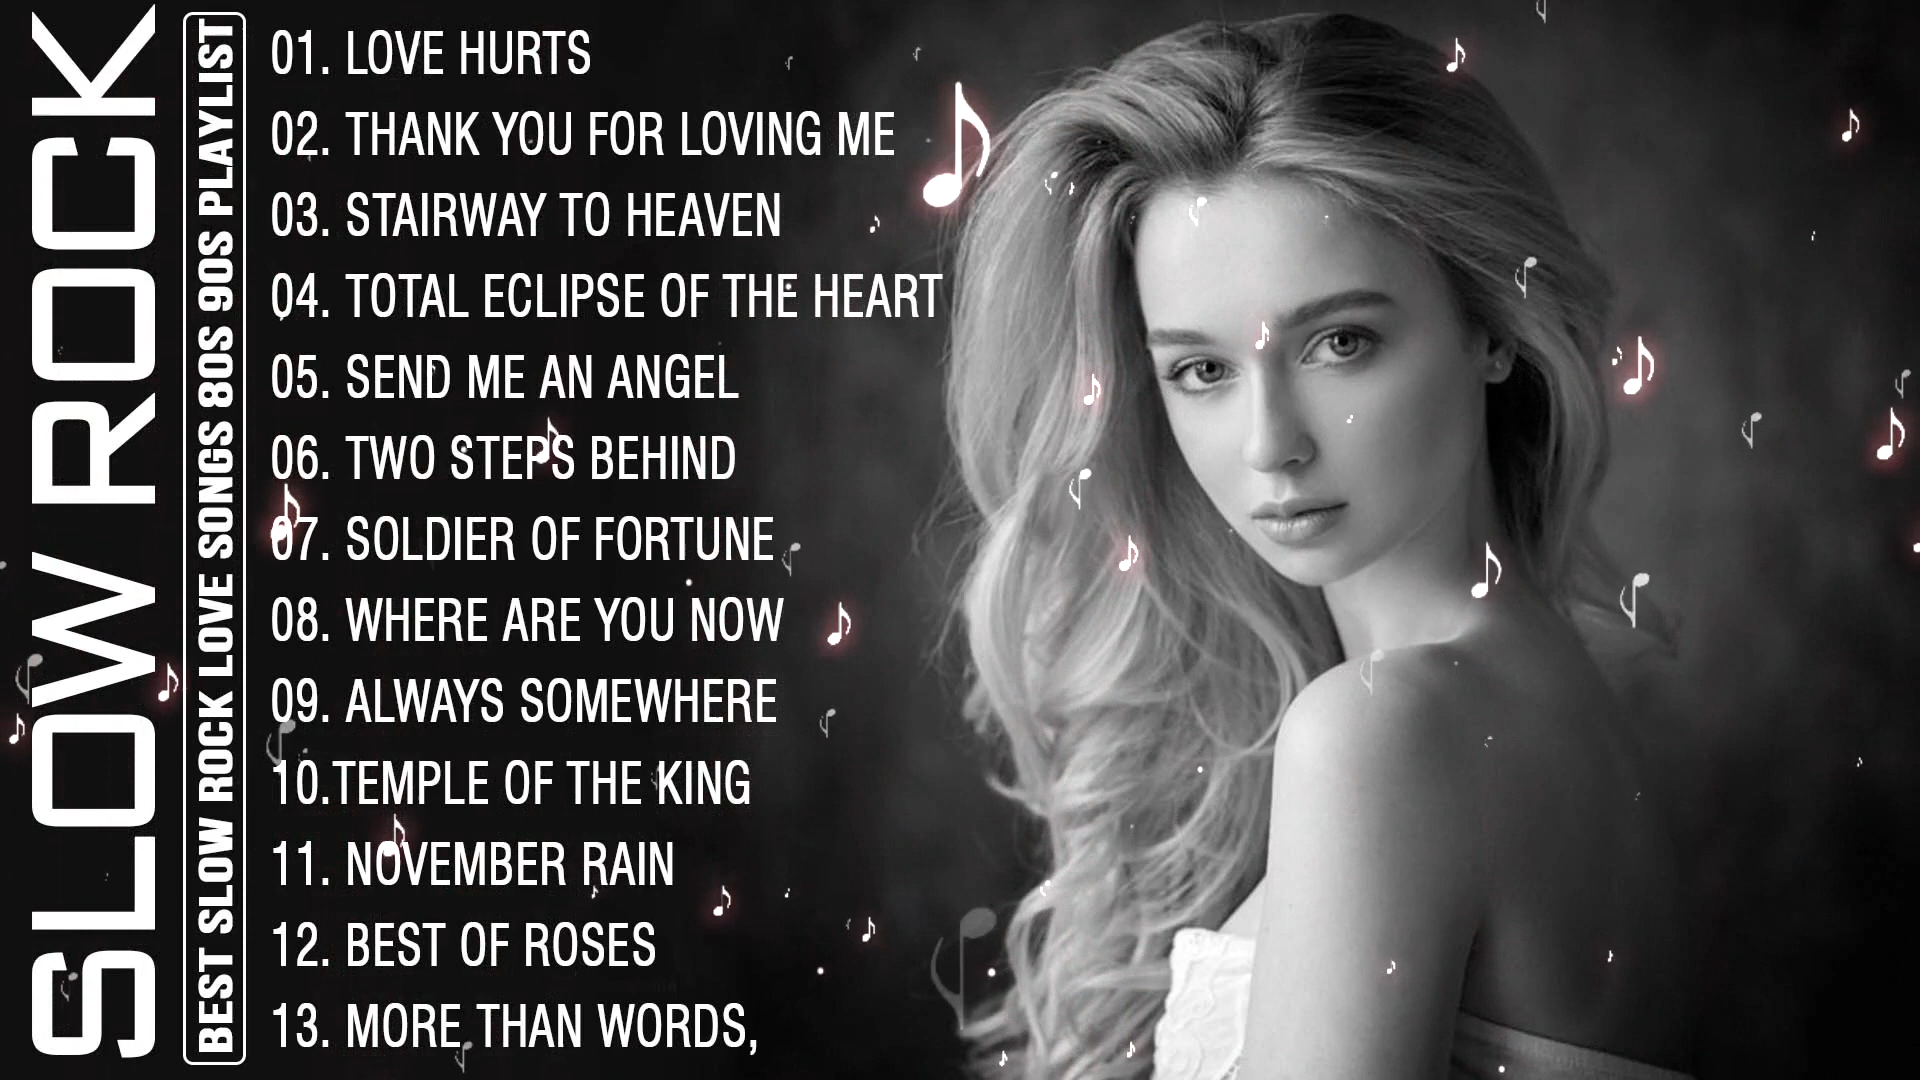 SLOW ROCK
BEST SLOW ROCK LOVE SONGS 80S 90S PLAYLIST
01. LOVE HURTS
02. THANK YOU FOR LOVING ME
03. STAIRWAY TO HEAVEN
04. TOTAL ECLIPSE OF THE HEART
05. SEND ME AN ANGEL
06. TWO STEPS BEHIND
07. SOLDIER OF FORTUNE
08. WHERE ARE YOU NOW
09. ALWAYS SOMEWHERE
10.TEMPLE OF THE KING
11. NOVEMBER RAIN
12. BEST OF ROSES
13. MORE THAN WORDS,